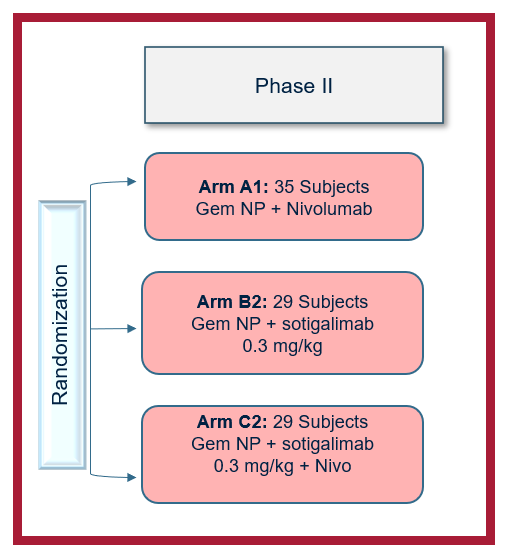 Phase II
Arm A1: 35 Subjects
Gem NP + Nivolumab
Randomization
Arm B2: 29 Subjects
Gem NP + sotigalimab
0.3 mg/kg
Arm C2: 29 Subjects
Gem NP + sotigalimab
0.3 mg/kg + Nivo